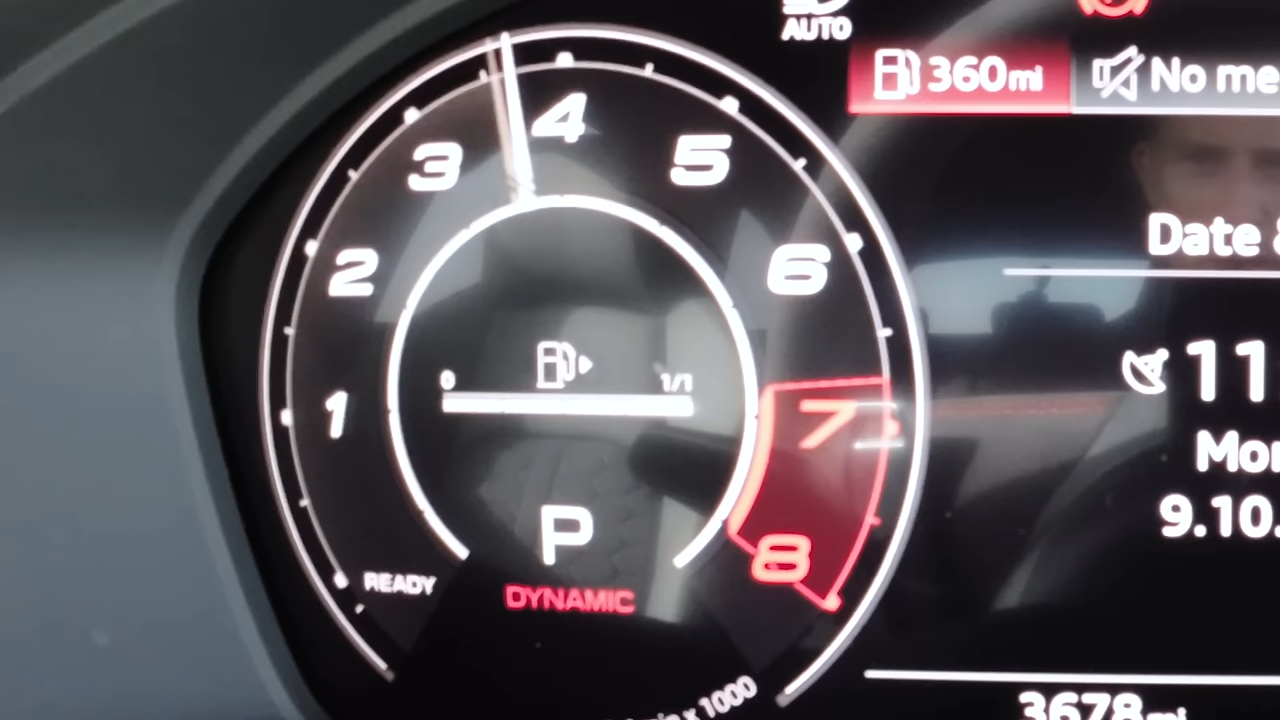 AUTO
360mi
No me
1
2
3
4
5
6
7
8
0
1/1
READY
P
DYNAMIC
x 1000
Date &
11
Mo
9.10.
3678mi